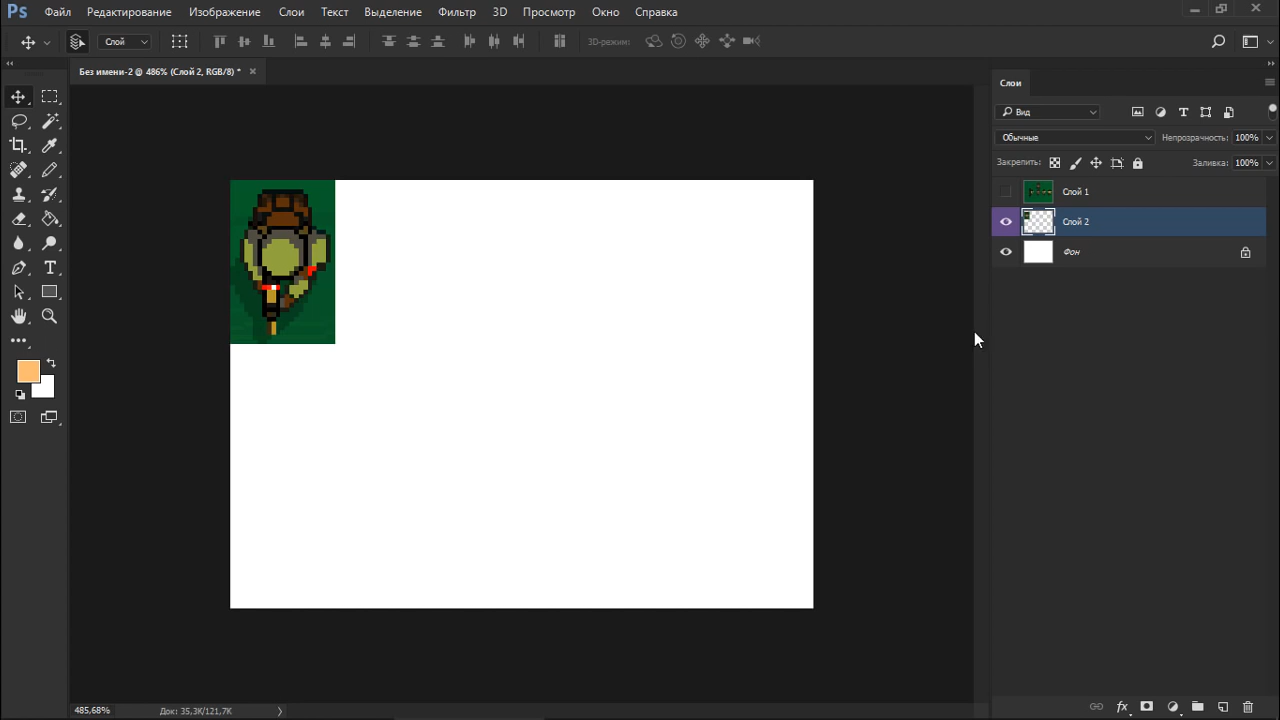 Ps Файл Редактирование Изображение Слои Текст Выделение Фильтр 3D Просмотр Окно Справка
Слой 3D-режим:
Без имени-2 @ 486% (Слой 2, RGB/8) *
Слои
Вид
Обычные Непрозрачность: 100%
Закрепить: Заливка: 100%
Слой 1
Слой 2
Фон
485,68% Док: 35,3K/121,7K
fx